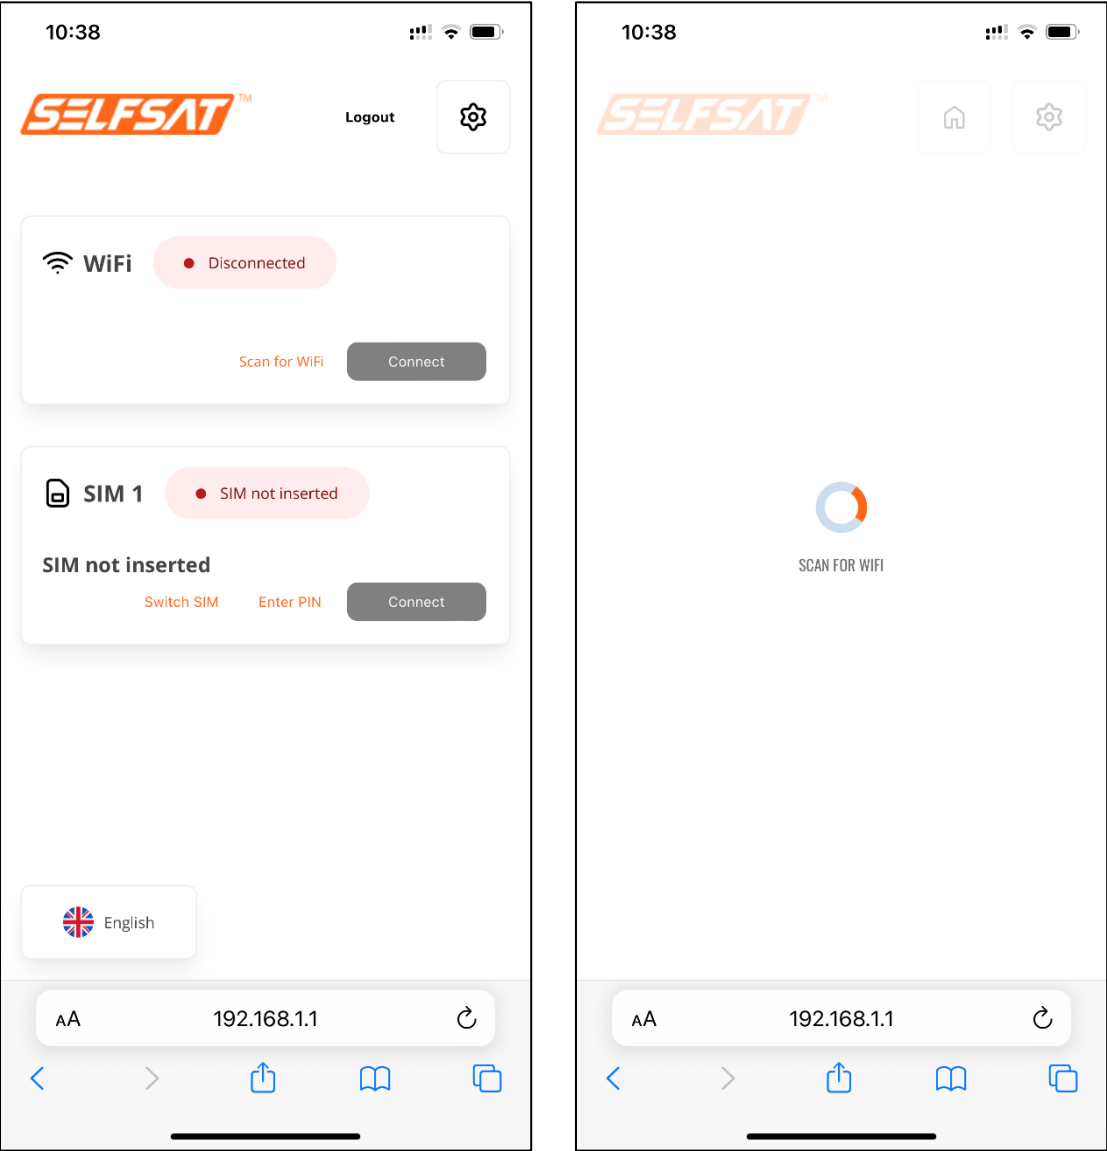 10:38
SELFSAT™
Logout
WiFi
Disconnected
Scan for WiFi
Connect
SIM 1
SIM not inserted
SIM not inserted
Switch SIM
Enter PIN
Connect
English
AA
192.168.1.1
10:38
SELFSAT™
SCAN FOR WIFI
AA
192.168.1.1